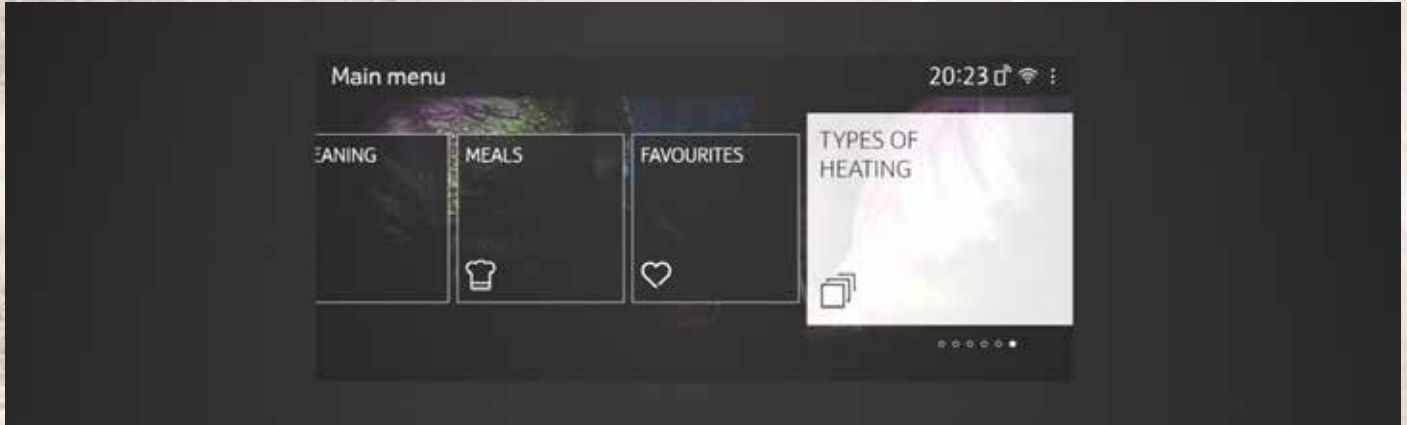 Main menu
20:23
EANING
MEALS
FAVOURITES
TYPES OF
HEATING